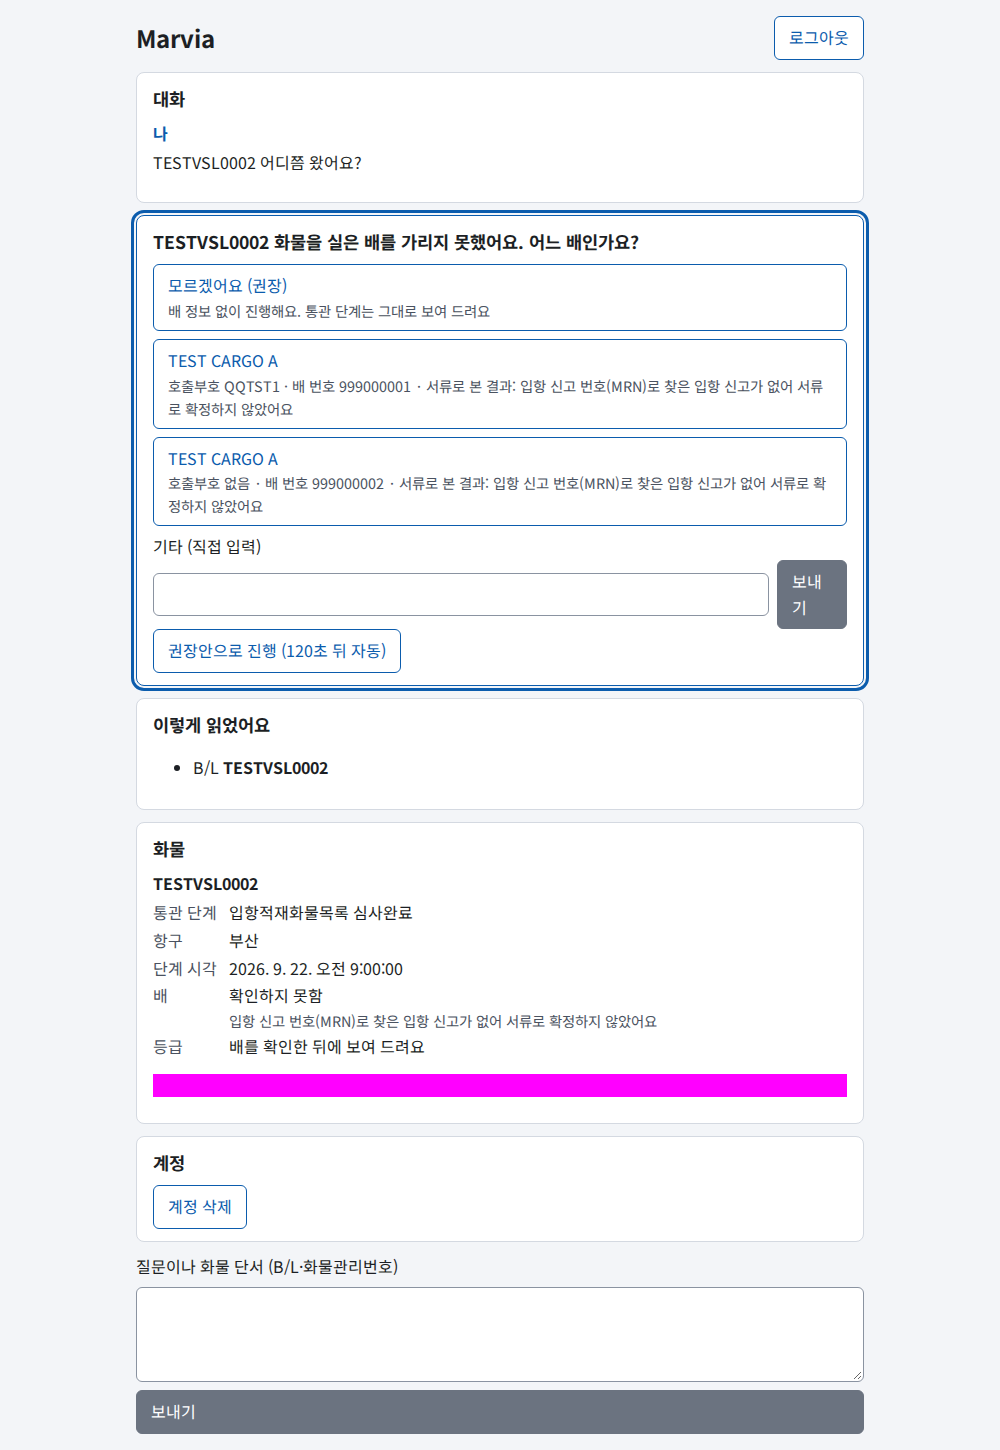 Marvia
로그아웃
대화
나
TESTVSL0002 어디쯤 왔어요?
TESTVSL0002 화물을 실은 배를 가리지 못했어요. 어느 배인가요?
모르겠어요 (권장)
배 정보 없이 진행해요. 통관 단계는 그대로 보여 드려요
TEST CARGO A
호출부호 QQTST1 · 배 번호 999000001 · 서류로 본 결과: 입항 신고 번호(MRN)로 찾은 입항 신고가 없어 서류
로 확정하지 않았어요
TEST CARGO A
호출부호 없음 · 배 번호 999000002 · 서류로 본 결과: 입항 신고 번호(MRN)로 찾은 입항 신고가 없어 서류로 확
정하지 않았어요
기타 (직접 입력)
보내
기
권장안으로 진행 (120초 뒤 자동)
이렇게 읽었어요
• B/L TESTVSL0002
화물
TESTVSL0002
통관 단계 입항적재화물목록 심사완료
항구 부산
단계 시각 2026. 9. 22. 오전 9:00:00
배 확인하지 못함
입항 신고 번호(MRN)로 찾은 입항 신고가 없어 서류로 확정하지 않았어요
등급 배를 확인한 뒤에 보여 드려요
계정
계정 삭제
질문이나 화물 단서 (B/L·화물관리번호)
보내기